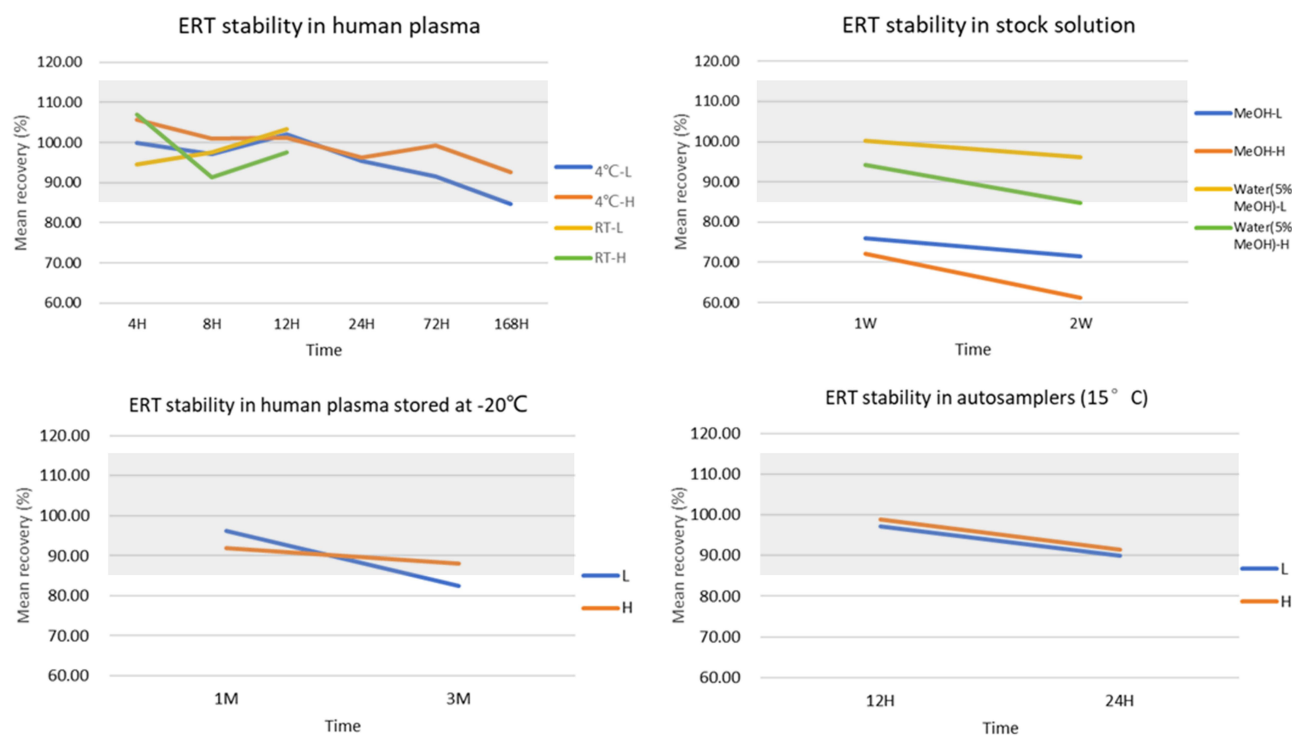 ERT stability in human plasma
120.00
110.00
100.00
90.00
80.00
70.00
60.00
Mean recovery (%)
4H 8H 12H 24H 72H 168H
Time
4℃-L
4℃-H
RT-L
RT-H
ERT stability in stock solution
120.00
110.00
100.00
90.00
80.00
70.00
60.00
Mean recovery (%)
1W 2W
Time
MeOH-L
MeOH-H
Water(5%
MeOH)-L
Water(5%
MeOH)-H
ERT stability in human plasma stored at -20℃
120.00
110.00
100.00
90.00
80.00
70.00
60.00
Mean recovery (%)
1M 3M
Time
L
H
ERT stability in autosamplers (15°C)
120.00
110.00
100.00
90.00
80.00
70.00
60.00
Mean recovery (%)
12H 24H
Time
L
H